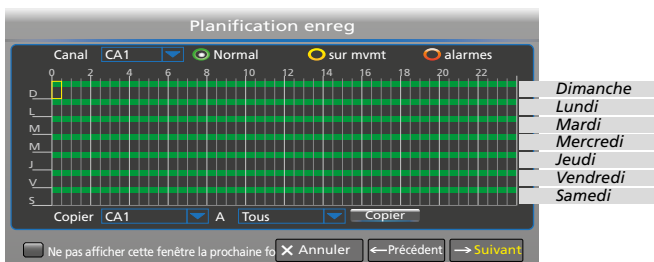 Planification enreg
Canal CA1 Normal sur mvmt alarmes
0 2 4 6 8 10 12 14 16 18 20 22
D Dimanche
L Lundi
M Mardi
M Mercredi
J Jeudi
V Vendredi
S Samedi
Copier CA1 A Tous Copier
Ne pas afficher cette fenêtre la prochaine fo X Annuler ←Précédent →Suivant